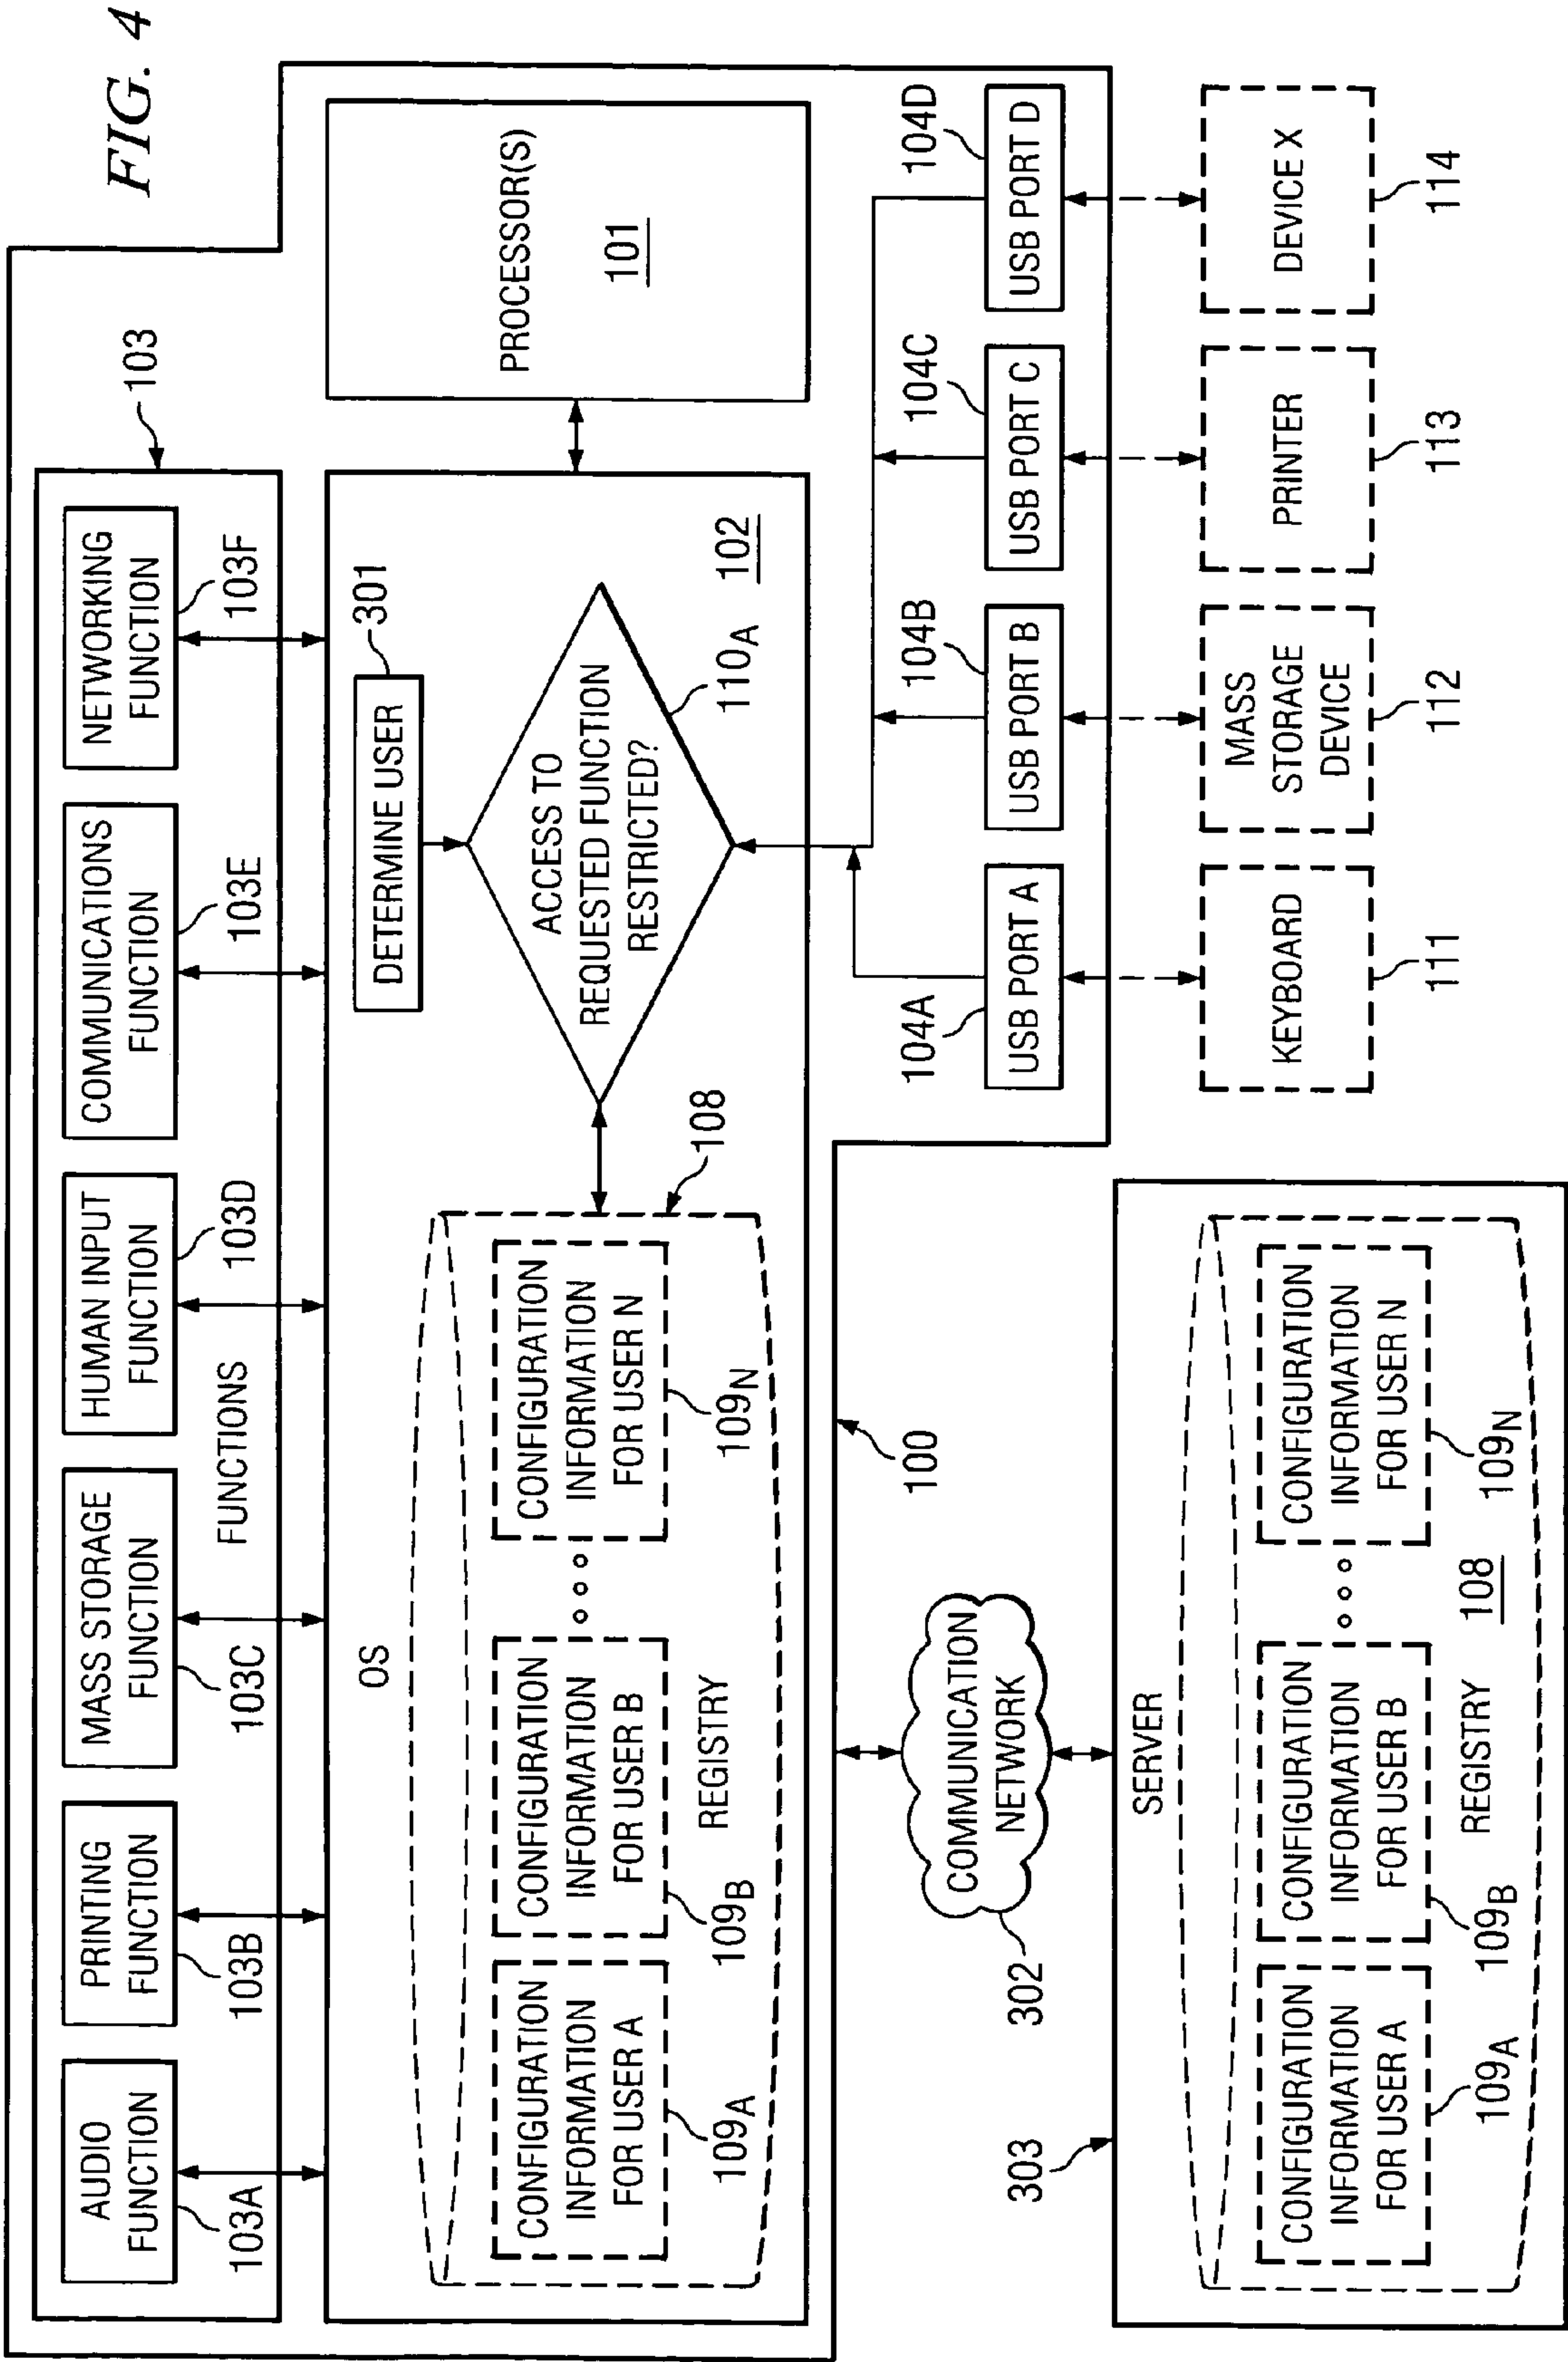 FIG. 4
103
AUDIO
FUNCTION
103A
PRINTING
FUNCTION
103B
MASS STORAGE
FUNCTION
103C
HUMAN INPUT
FUNCTION
103D
COMMUNICATIONS
FUNCTION
103E
NETWORKING
FUNCTION
103F
FUNCTIONS
OS
DETERMINE USER
301
ACCESS TO
REQUESTED FUNCTION
RESTRICTED?
110A
102
PROCESSOR(S)
101
108
CONFIGURATION
INFORMATION
FOR USER A
109A
CONFIGURATION
INFORMATION
FOR USER B
109B
CONFIGURATION
INFORMATION
FOR USER N
109N
REGISTRY
100
COMMUNICATION
NETWORK
302
104A
USB PORT A
104B
USB PORT B
104C
USB PORT C
104D
USB PORT D
KEYBOARD
111
MASS
STORAGE
DEVICE
112
PRINTER
113
DEVICE X
114
303
SERVER
CONFIGURATION
INFORMATION
FOR USER A
109A
CONFIGURATION
INFORMATION
FOR USER B
109B
CONFIGURATION
INFORMATION
FOR USER N
109N
REGISTRY
108